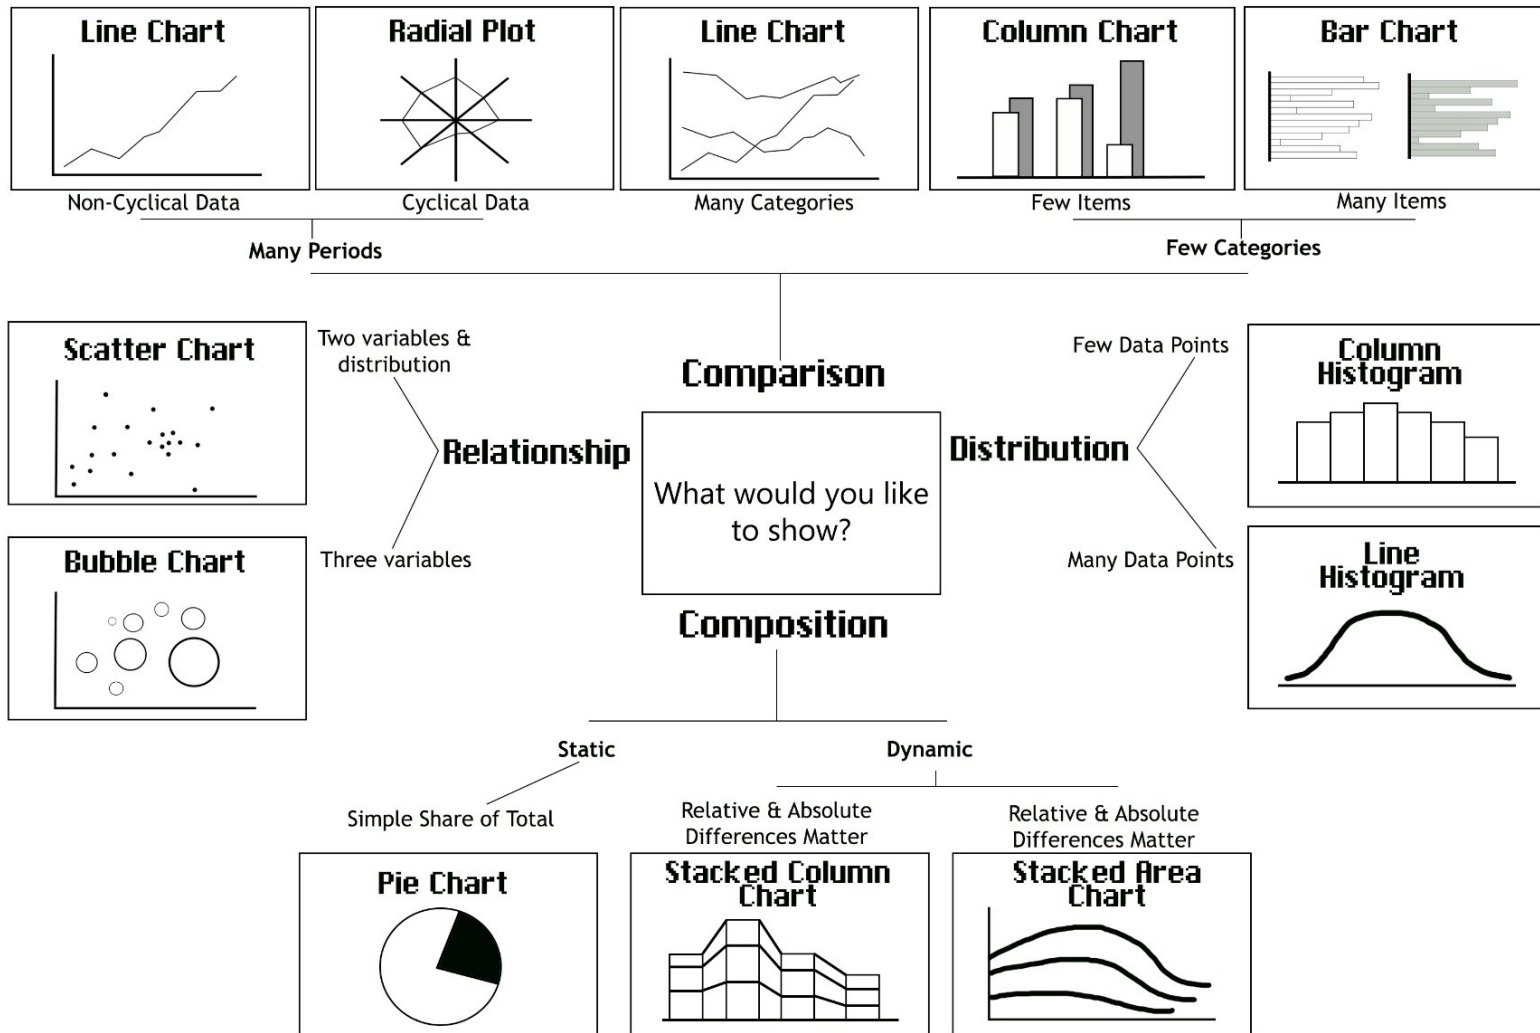 Line Chart
Radial Plot
Line Chart
Column Chart
Bar Chart
Non-Cyclical Data
Cyclical Data
Many Categories
Few Items
Many Items
Many Periods
Few Categories
Scatter Chart
Two variables &
distribution
Comparison
Few Data Points
Column
Histogram
Relationship
Distribution
What would you like
to show?
Bubble Chart
Three variables
Many Data Points
Line
Histogram
Composition
Static
Dynamic
Simple Share of Total
Relative & Absolute
Differences Matter
Relative & Absolute
Differences Matter
Pie Chart
Stacked Column
Chart
Stacked Area
Chart